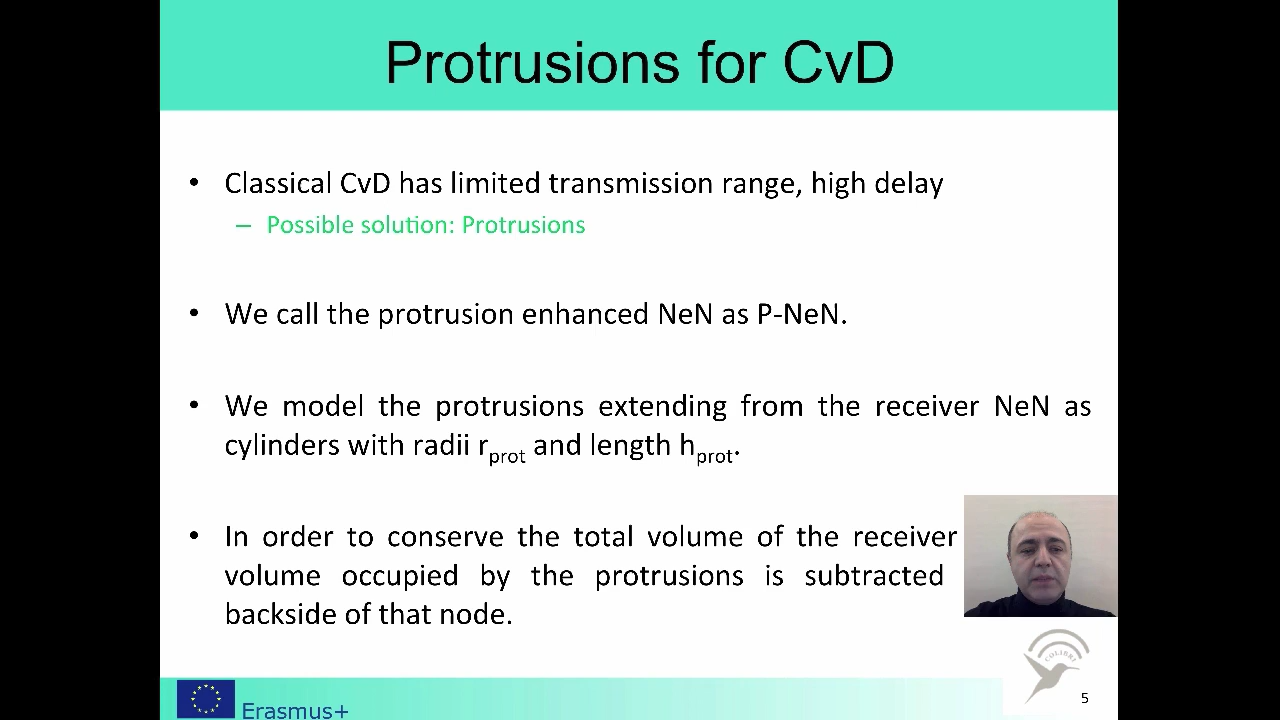 Protrusions for CvD
• Classical CvD has limited transmission range, high delay
– Possible solution: Protrusions
• We call the protrusion enhanced NeN as P-NeN.
• We model the protrusions extending from the receiver NeN as
cylinders with radii rprot and length hprot.
• In order to conserve the total volume of the receiver
volume occupied by the protrusions is subtracted
backside of that node.
COLIBRI
5
Erasmus+